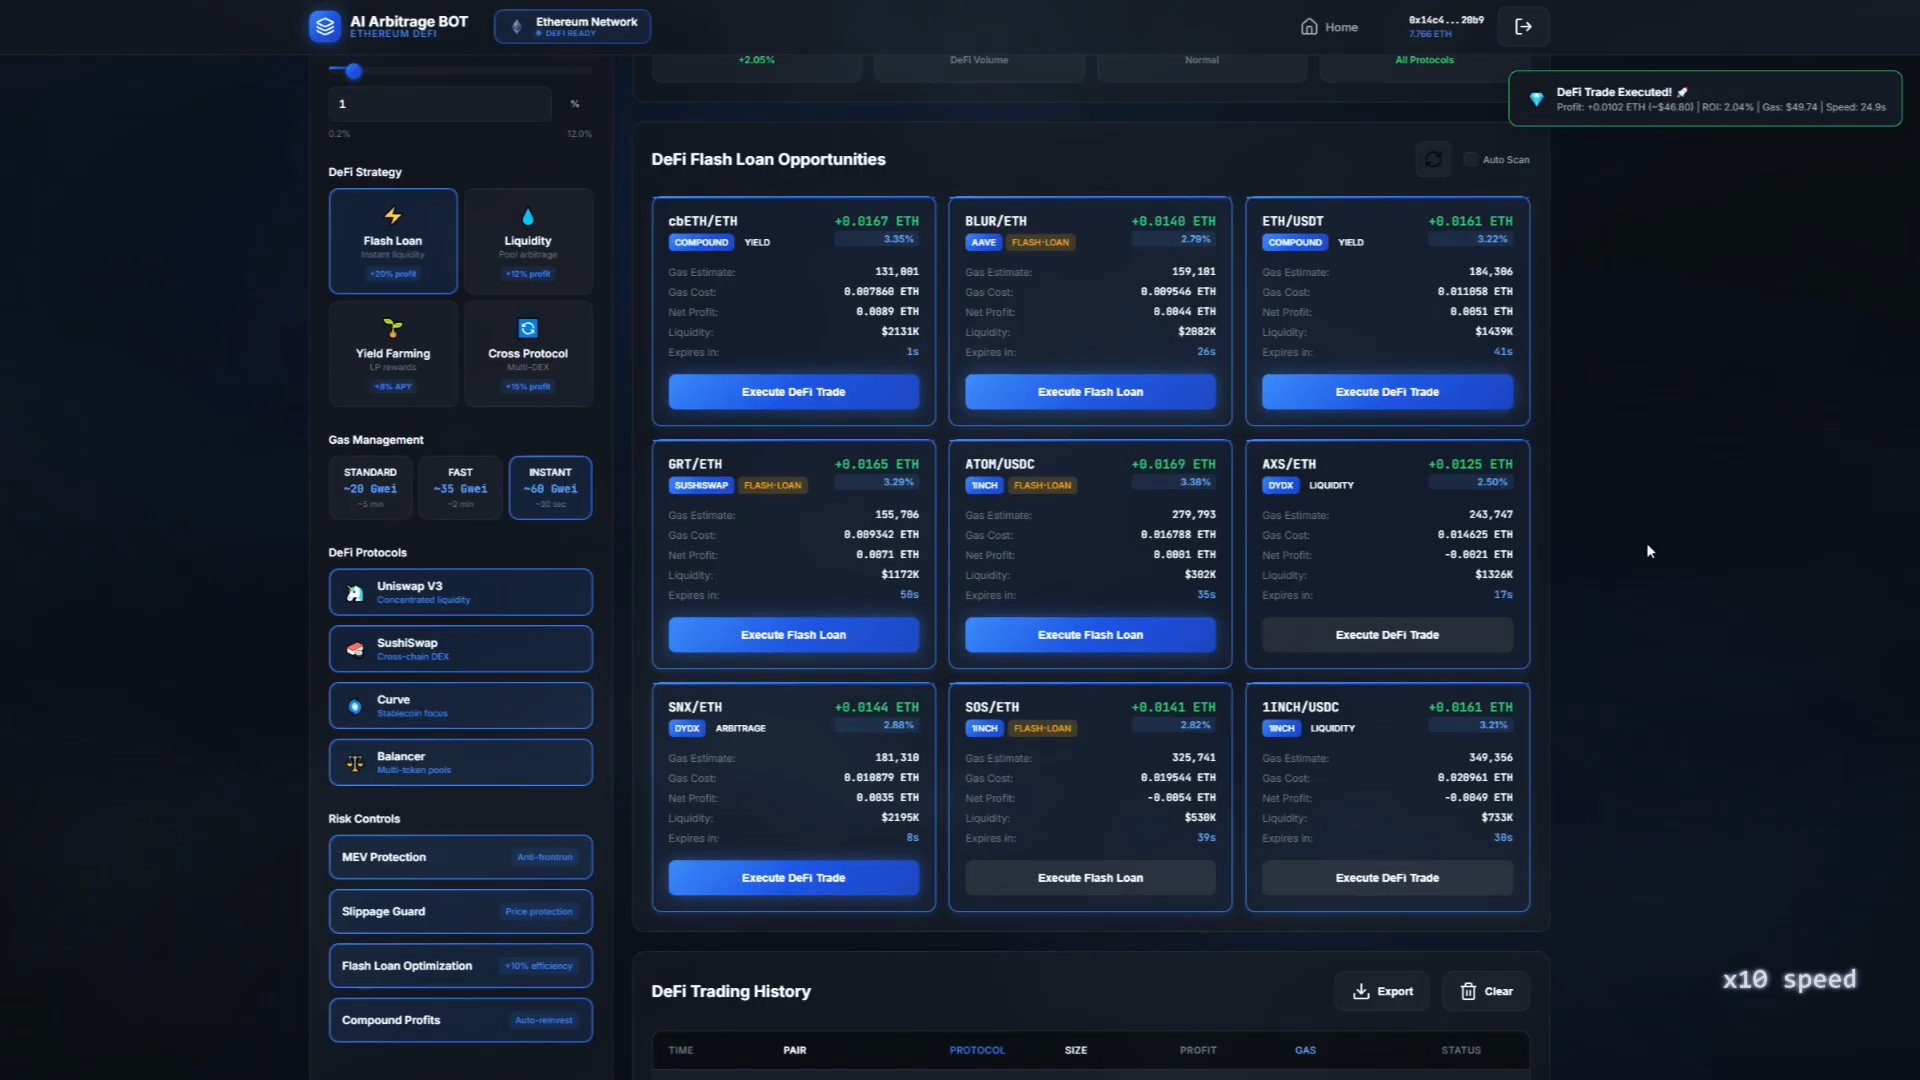 AI Arbitrage BOT
ETHEREUM DEFI
Ethereum Network
DEFI READY
Home
0x14c4...20b9
7.766 ETH
+2.05%
DeFi Volume
Normal
All Protocols
DeFi Trade Executed! 🚀
Profit: +0.0102 ETH (~$46.80) | ROI: 2.04% | Gas: $49.74 | Speed: 24.9s
1
%
0.2%
12.0%
DeFi Strategy
Flash Loan
Instant liquidity
+20% profit
Liquidity
Pool arbitrage
+12% profit
Yield Farming
LP rewards
+8% APY
Cross Protocol
Multi-DEX
+15% profit
Gas Management
STANDARD
~20 Gwei
~5 min
FAST
~35 Gwei
~2 min
INSTANT
~60 Gwei
~30 sec
DeFi Protocols
Uniswap V3
Concentrated liquidity
SushiSwap
Cross-chain DEX
Curve
Stablecoin focus
Balancer
Multi-token pools
Risk Controls
MEV Protection
Anti-frontrun
Slippage Guard
Price protection
Flash Loan Optimization
+10% efficiency
Compound Profits
Auto-reinvest
DeFi Flash Loan Opportunities
Auto Scan
cbETH/ETH
+0.0167 ETH
COMPOUND YIELD
3.35%
Gas Estimate: 131,001
Gas Cost: 0.007860 ETH
Net Profit: 0.0089 ETH
Liquidity: $2131K
Expires in: 1s
Execute DeFi Trade
BLUR/ETH
+0.0140 ETH
AAVE FLASH-LOAN
2.79%
Gas Estimate: 159,101
Gas Cost: 0.009546 ETH
Net Profit: 0.0044 ETH
Liquidity: $2082K
Expires in: 26s
Execute Flash Loan
ETH/USDT
+0.0161 ETH
COMPOUND YIELD
3.22%
Gas Estimate: 184,306
Gas Cost: 0.011058 ETH
Net Profit: 0.0051 ETH
Liquidity: $1439K
Expires in: 41s
Execute DeFi Trade
GRT/ETH
+0.0165 ETH
SUSHISWAP FLASH-LOAN
3.29%
Gas Estimate: 155,706
Gas Cost: 0.009342 ETH
Net Profit: 0.0071 ETH
Liquidity: $1172K
Expires in: 50s
Execute Flash Loan
ATOM/USDC
+0.0169 ETH
1INCH FLASH-LOAN
3.38%
Gas Estimate: 279,793
Gas Cost: 0.016788 ETH
Net Profit: 0.0001 ETH
Liquidity: $302K
Expires in: 35s
Execute Flash Loan
AXS/ETH
+0.0125 ETH
DYDX LIQUIDITY
2.50%
Gas Estimate: 243,747
Gas Cost: 0.014625 ETH
Net Profit: -0.0021 ETH
Liquidity: $1326K
Expires in: 17s
Execute DeFi Trade
SNX/ETH
+0.0144 ETH
DYDX ARBITRAGE
2.88%
Gas Estimate: 181,310
Gas Cost: 0.010879 ETH
Net Profit: 0.0035 ETH
Liquidity: $2195K
Expires in: 8s
Execute DeFi Trade
SOS/ETH
+0.0141 ETH
1INCH FLASH-LOAN
2.82%
Gas Estimate: 325,741
Gas Cost: 0.019544 ETH
Net Profit: -0.0054 ETH
Liquidity: $530K
Expires in: 39s
Execute Flash Loan
1INCH/USDC
+0.0161 ETH
1INCH LIQUIDITY
3.21%
Gas Estimate: 349,356
Gas Cost: 0.020961 ETH
Net Profit: -0.0049 ETH
Liquidity: $733K
Expires in: 30s
Execute DeFi Trade
x10 speed
DeFi Trading History
Export
Clear
TIME PAIR PROTOCOL SIZE PROFIT GAS STATUS